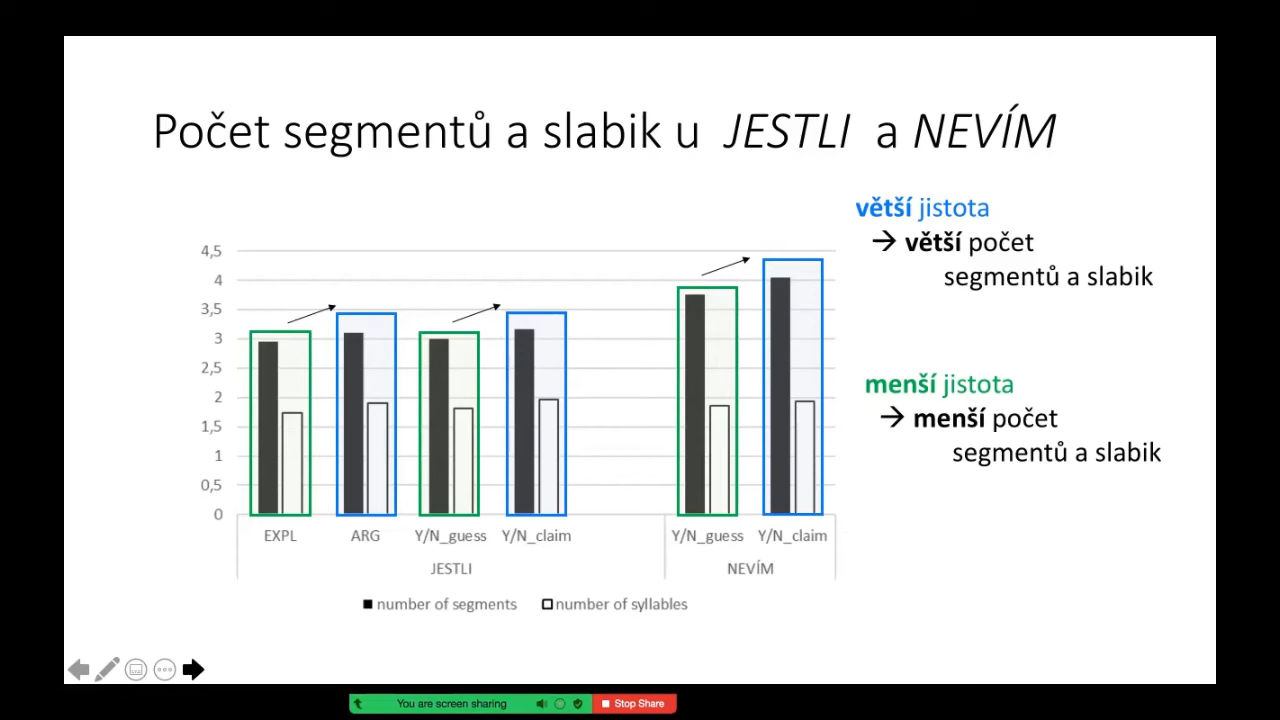 Počet segmentů a slabik u JESTLI a NEVÍM
větší jistota
→ větší počet
segmentů a slabik
menší jistota
→ menší počet
segmentů a slabik
4,5
4
3,5
3
2,5
2
1,5
1
0,5
0
EXPL ARG Y/N_guess Y/N_claim Y/N_guess Y/N_claim
JESTLI NEVÍM
number of segments number of syllables
You are screen sharing Stop Share